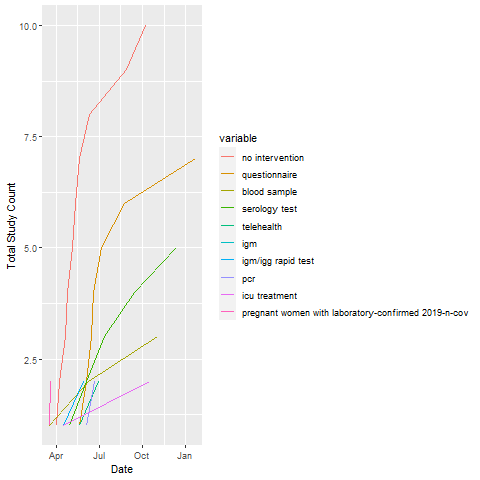 10.0
7.5
5.0
2.5
Total Study Count
Apr Jul Oct Jan
Date
variable
no intervention
questionnaire
blood sample
serology test
telehealth
igm
igm/igg rapid test
pcr
icu treatment
pregnant women with laboratory-confirmed 2019-n-cov